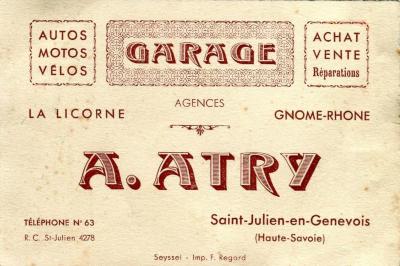 AUTOS
MOTOS
VÉLOS
GARAGE
ACHAT
VENTE
Réparations
AGENCES
LA LICORNE
GNOME-RHONE
A. ATRY
TÉLÉPHONE N° 63
R. C. St-Julien 4278
Saint-Julien-en-Genevois
(Haute-Savoie)
Seyssel - Imp. F. Regard